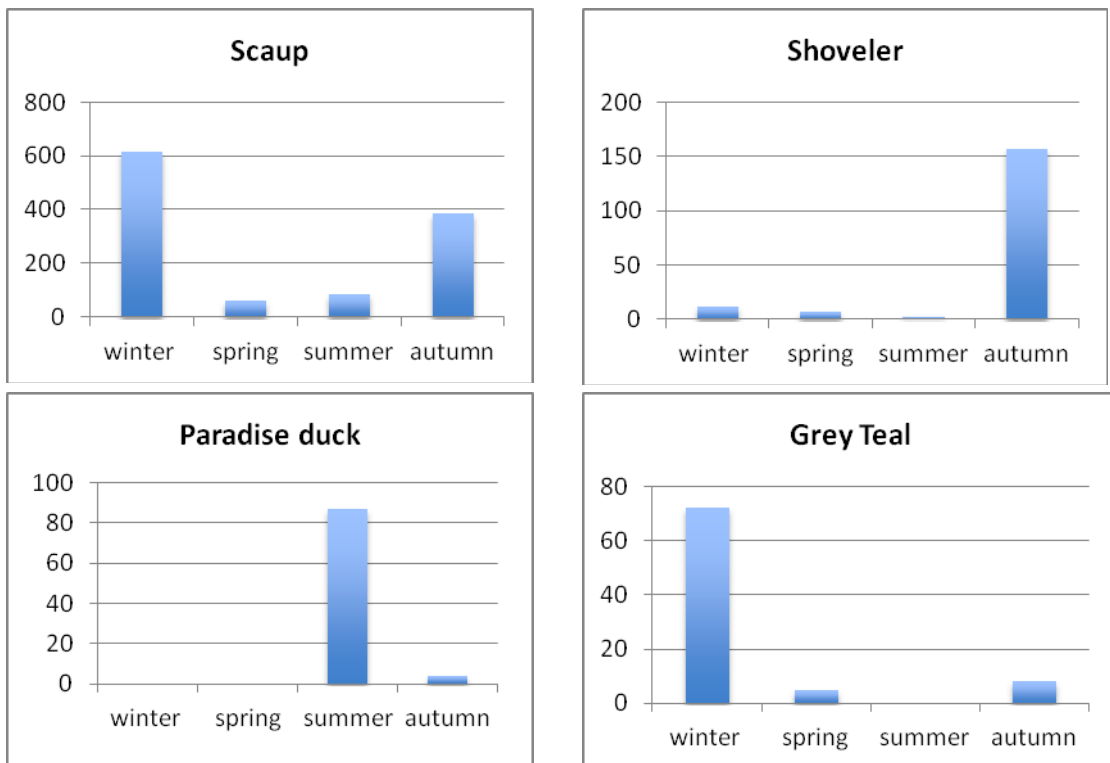 Scaup
800
600
400
200
0
winter spring summer autumn
Shoveler
200
150
100
50
0
winter spring summer autumn
Paradise duck
100
80
60
40
20
0
winter spring summer autumn
Grey Teal
80
60
40
20
0
winter spring summer autumn